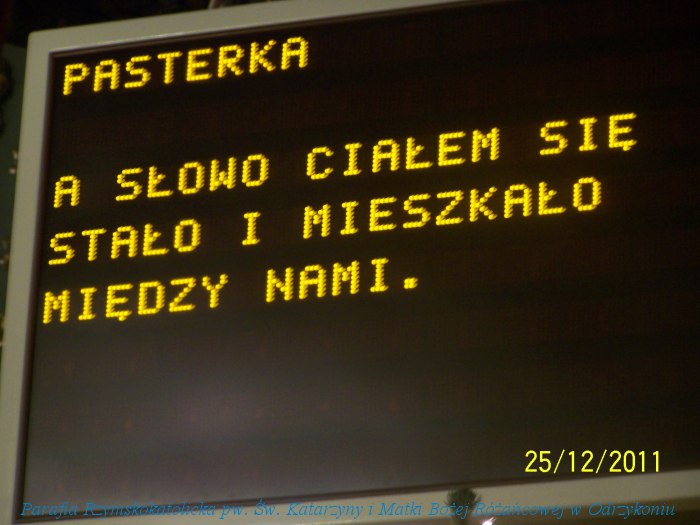 PASTERKA
A SŁOWO CIAŁEM SIĘ
STAŁO I MIESZKAŁO
MIĘDZY NAMI.
25/12/2011
Parafia Rzymskokatolicka pw. Św. Katarzyny i Matki Bożej Różańcowej w Odrzykoniu